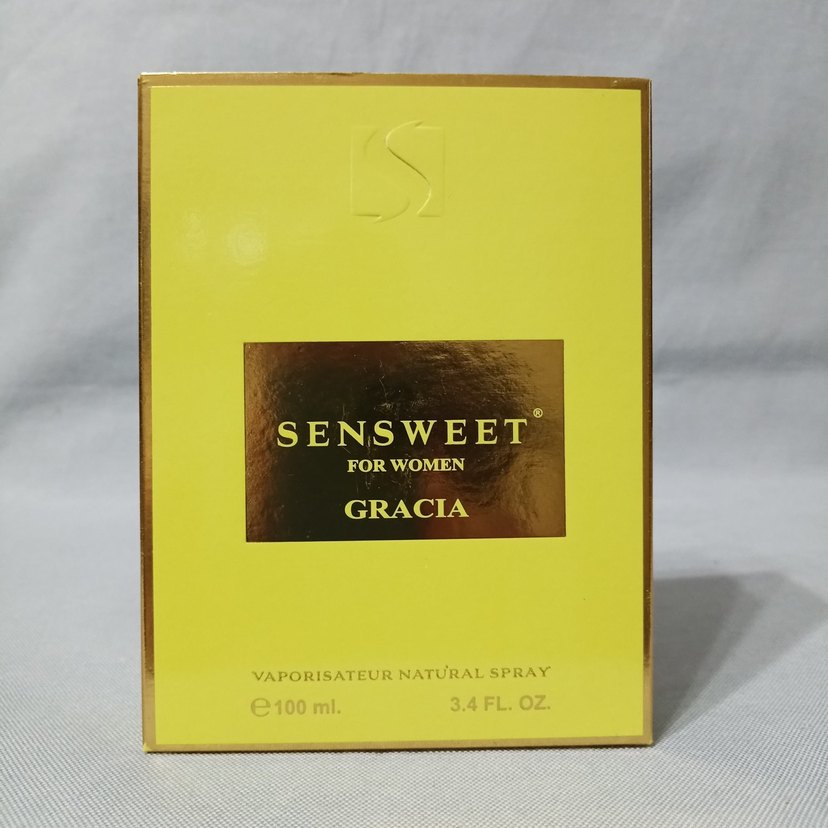 SENSWEET®
FOR WOMEN
GRACIA
VAPORISATEUR NATURAL SPRAY
℮100 ml. 3.4 FL. OZ.